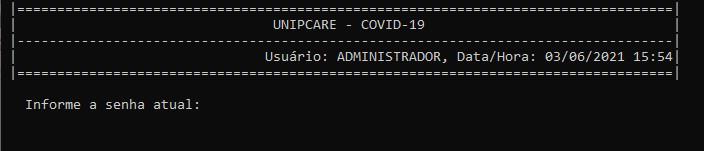 |==================================================================================|
UNIPCARE - COVID-19
|----------------------------------------------------------------------------------|
Usuário: ADMINISTRADOR, Data/Hora: 03/06/2021 15:54
|==================================================================================|
Informe a senha atual: